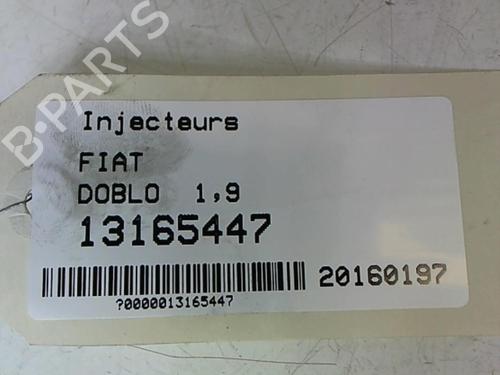 B-PARTS
Injecteurs
FIAT
DOBLO 1,9
13165447
20160197
?0000013165447